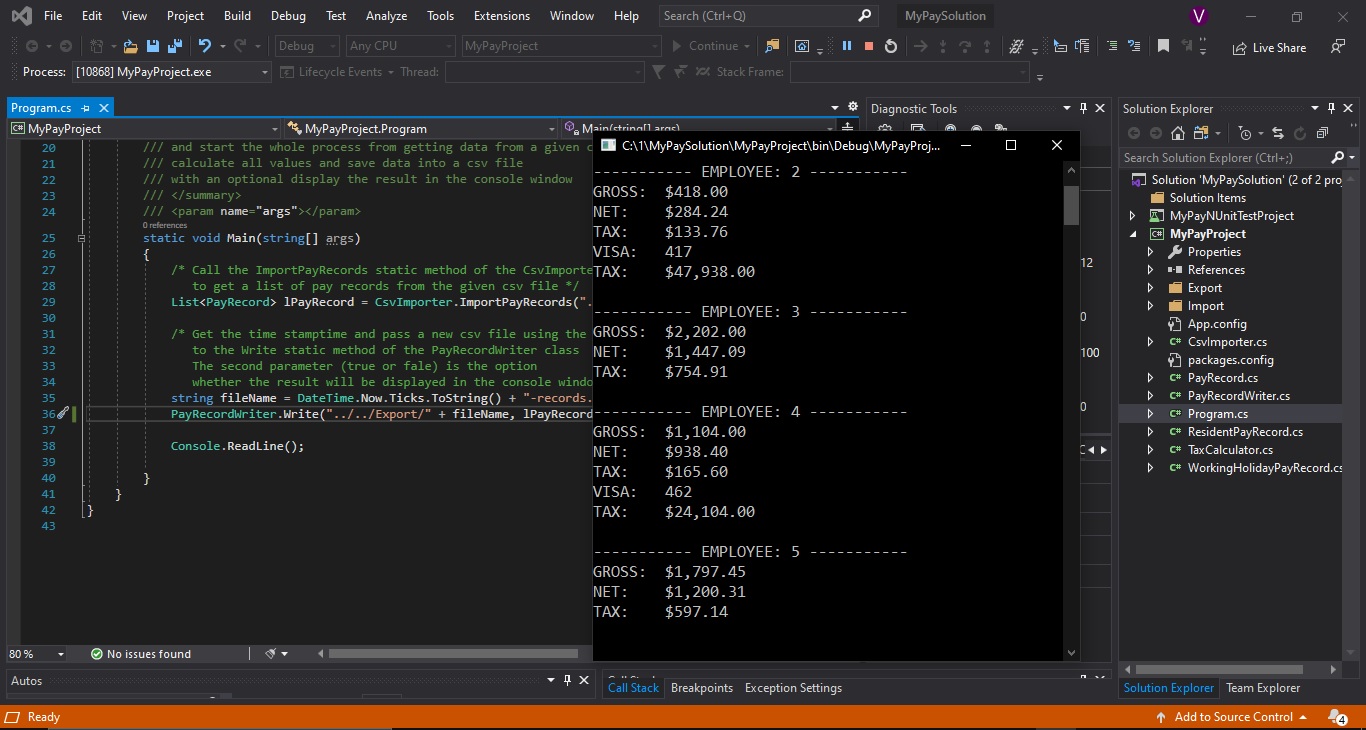 File Edit View Project Build Debug Test Analyze Tools Extensions Window Help Search (Ctrl+Q) MyPaySolution V
Debug Any CPU MyPayProject Continue Live Share
Process: [10868] MyPayProject.exe Lifecycle Events Thread: Stack Frame:
Program.cs
MyPayProject MyPayProject.Program Main(string[] args)
20 /// and start the whole process from getting data from a given c
21 /// calculate all values and save data into a csv file
22 /// with an optional display the result in the console window
23 /// </summary>
24 /// <param name="args"></param>
0 references
25 static void Main(string[] args)
26 {
27 /* Call the ImportPayRecords static method of the CsvImporte
28 to get a list of pay records from the given csv file */
29 List<PayRecord> lPayRecord = CsvImporter.ImportPayRecords(".
30
31 /* Get the time stamptime and pass a new csv file using the
32 to the Write static method of the PayRecordWriter class
33 The second parameter (true or fale) is the option
34 whether the result will be displayed in the console windo
35 string fileName = DateTime.Now.Ticks.ToString() + "-records.
36 PayRecordWriter.Write("../../Export/" + fileName, lPayRecord
37
38 Console.ReadLine();
39
40 }
41 }
42 }
43
80 % No issues found
Autos
C:\1\MyPaySolution\MyPayProject\bin\Debug\MyPayProj...
----------- EMPLOYEE: 2 -----------
GROSS: $418.00
NET: $284.24
TAX: $133.76
VISA: 417
TAX: $47,938.00
----------- EMPLOYEE: 3 -----------
GROSS: $2,202.00
NET: $1,447.09
TAX: $754.91
----------- EMPLOYEE: 4 -----------
GROSS: $1,104.00
NET: $938.40
TAX: $165.60
VISA: 462
TAX: $24,104.00
----------- EMPLOYEE: 5 -----------
GROSS: $1,797.45
NET: $1,200.31
TAX: $597.14
Diagnostic Tools
12
0
100
0
Call Stack Breakpoints Exception Settings
Solution Explorer
Search Solution Explorer (Ctrl+;)
Solution 'MyPaySolution' (2 of 2 pro
Solution Items
MyPayNUnitTestProject
MyPayProject
Properties
References
Export
Import
App.config
CsvImporter.cs
packages.config
PayRecord.cs
PayRecordWriter.cs
Program.cs
ResidentPayRecord.cs
TaxCalculator.cs
WorkingHolidayPayRecord.cs
Solution Explorer Team Explorer
Ready Add to Source Control 4